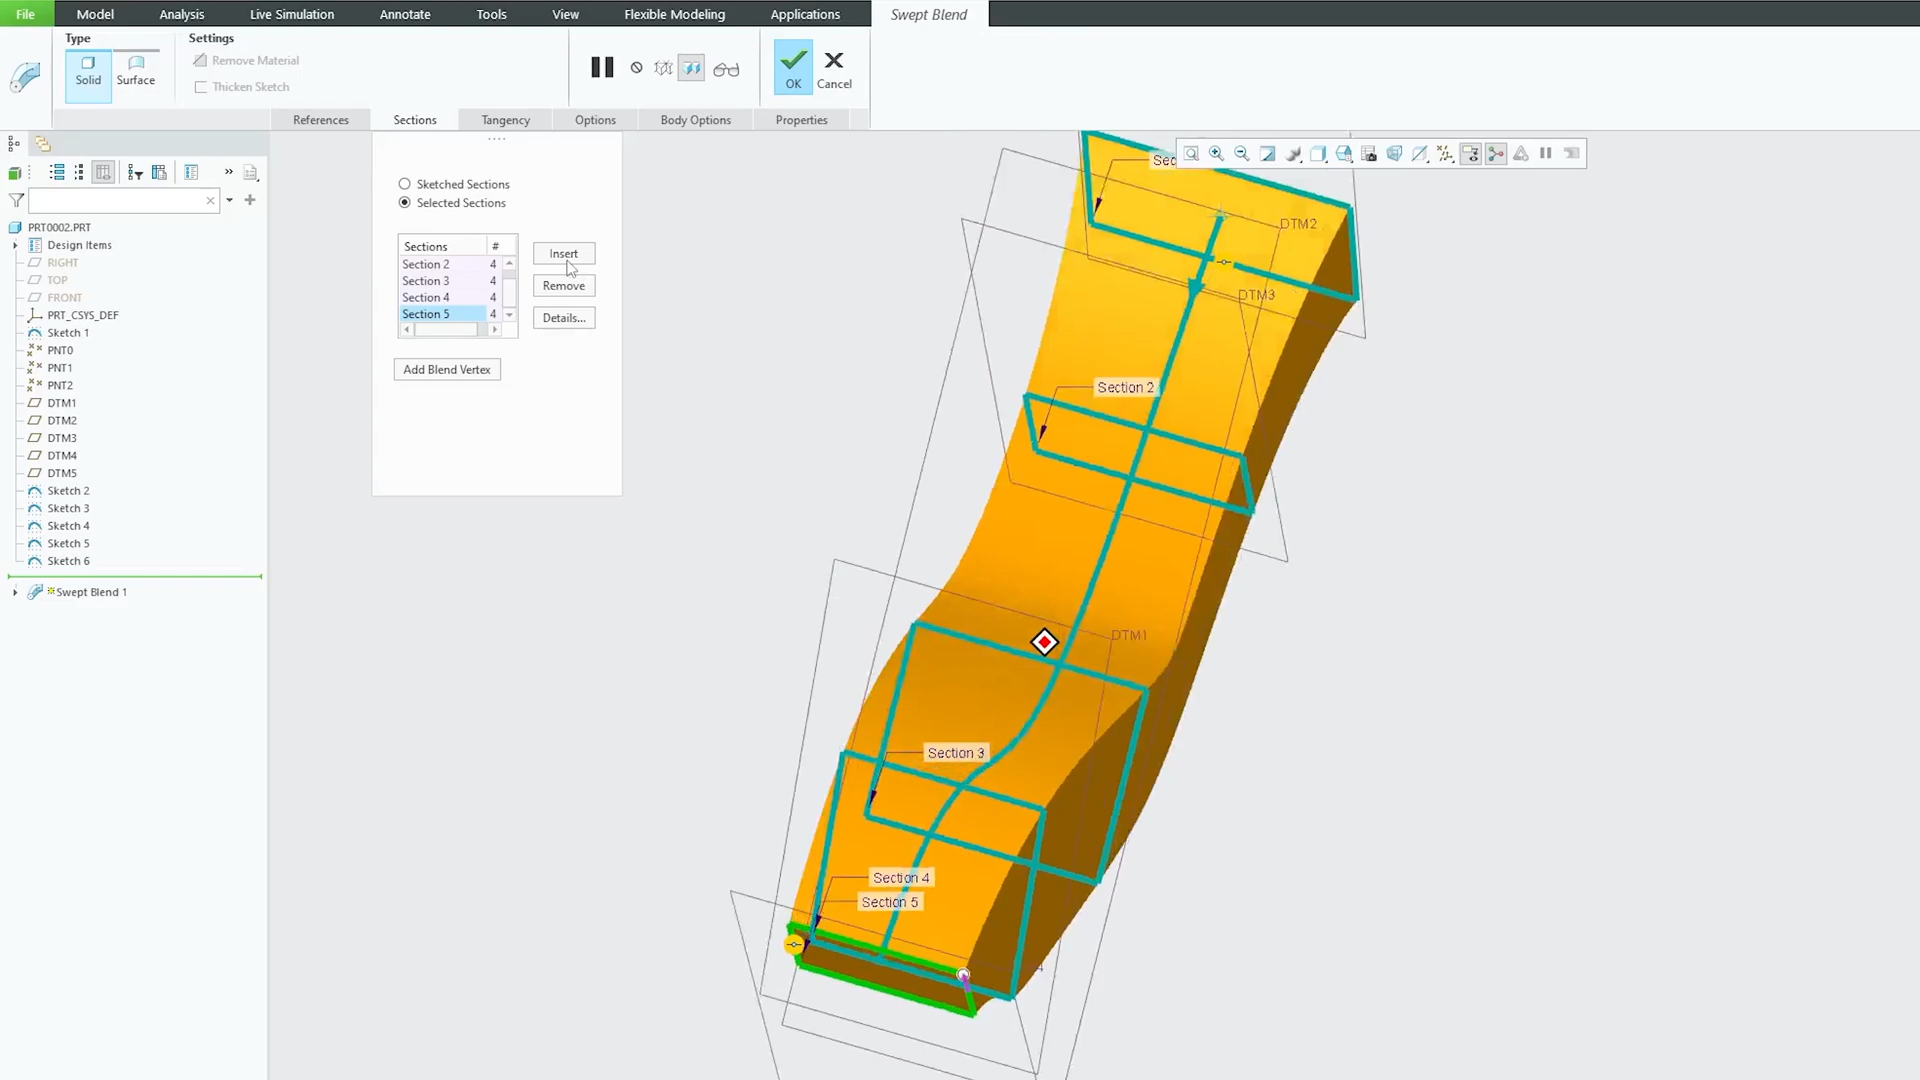 File Model Analysis Live Simulation Annotate Tools View Flexible Modeling Applications Swept Blend
Type Settings
Solid Surface
Remove Material
Thicken Sketch
OK Cancel
References Sections Tangency Options Body Options Properties
Sketched Sections
Selected Sections
Sections #
Section 2 4
Section 3 4
Section 4 4
Section 5 4
Insert
Remove
Details...
Add Blend Vertex
PRT0002.PRT
Design Items
RIGHT
TOP
FRONT
PRT_CSYS_DEF
Sketch 1
PNT0
PNT1
PNT2
DTM1
DTM2
DTM3
DTM4
DTM5
Sketch 2
Sketch 3
Sketch 4
Sketch 5
Sketch 6
Swept Blend 1
Sec
DTM2
DTM3
Section 2
DTM1
Section 3
Section 4
Section 5
4